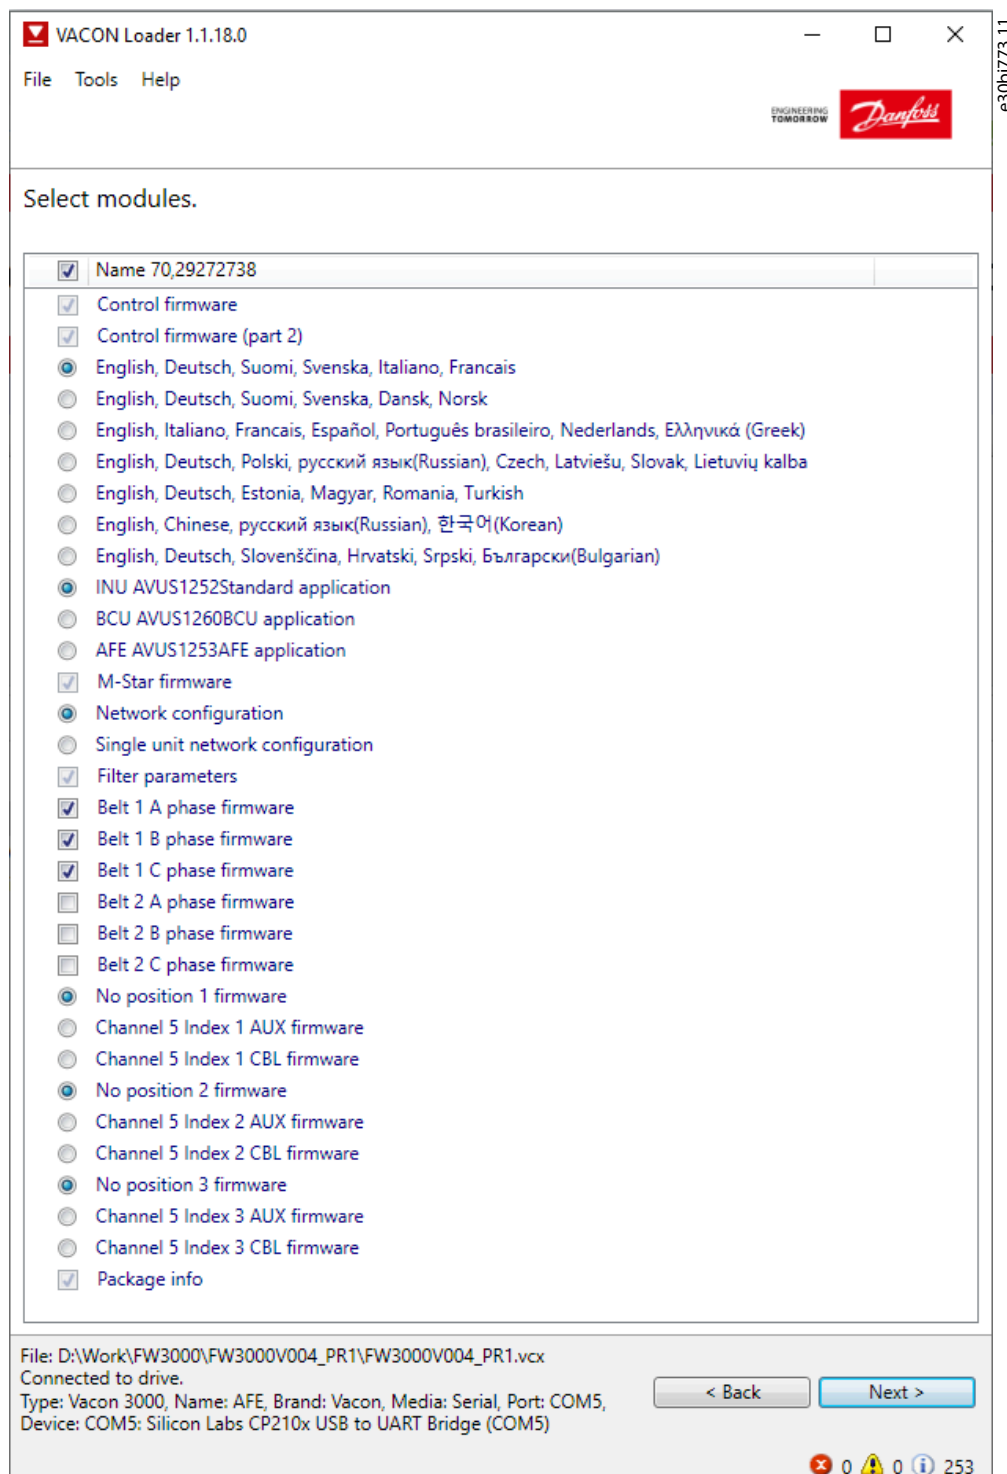 VACON Loader 1.1.18.0
e30bj773.11
File Tools Help
ENGINEERING
TOMORROW
Danfoss
Select modules.
Name 70,29272738
Control firmware
Control firmware (part 2)
English, Deutsch, Suomi, Svenska, Italiano, Francais
English, Deutsch, Suomi, Svenska, Dansk, Norsk
English, Italiano, Francais, Español, Português brasileiro, Nederlands, Ελληνικά (Greek)
English, Deutsch, Polski, русский язык(Russian), Czech, Latviešu, Slovak, Lietuvių kalba
English, Deutsch, Estonia, Magyar, Romania, Turkish
English, Chinese, русский язык(Russian), 한국어(Korean)
English, Deutsch, Slovenščina, Hrvatski, Srpski, Български(Bulgarian)
INU AVUS1252Standard application
BCU AVUS1260BCU application
AFE AVUS1253AFE application
M-Star firmware
Network configuration
Single unit network configuration
Filter parameters
Belt 1 A phase firmware
Belt 1 B phase firmware
Belt 1 C phase firmware
Belt 2 A phase firmware
Belt 2 B phase firmware
Belt 2 C phase firmware
No position 1 firmware
Channel 5 Index 1 AUX firmware
Channel 5 Index 1 CBL firmware
No position 2 firmware
Channel 5 Index 2 AUX firmware
Channel 5 Index 2 CBL firmware
No position 3 firmware
Channel 5 Index 3 AUX firmware
Channel 5 Index 3 CBL firmware
Package info
File: D:\Work\FW3000\FW3000V004_PR1\FW3000V004_PR1.vcx
Connected to drive.
Type: Vacon 3000, Name: AFE, Brand: Vacon, Media: Serial, Port: COM5,
Device: COM5: Silicon Labs CP210x USB to UART Bridge (COM5)
< Back Next >
0 0 253